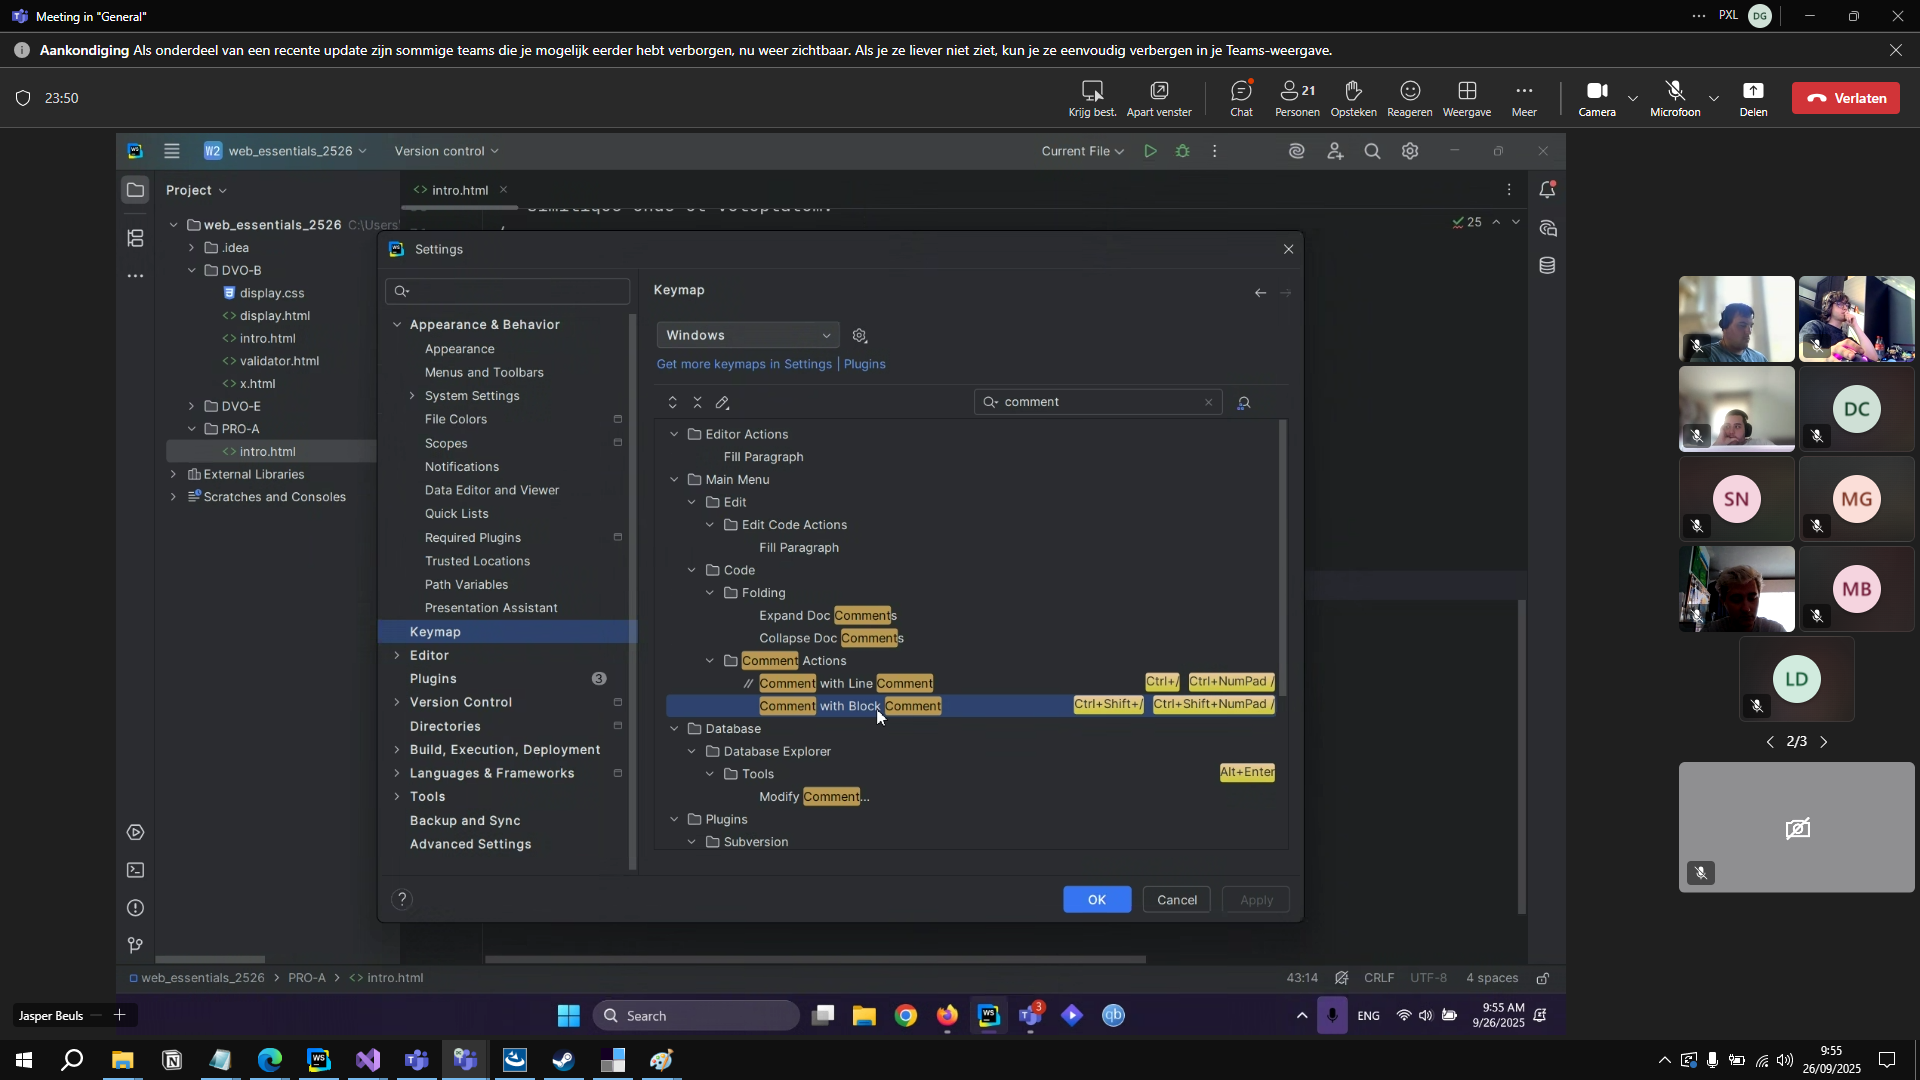 Meeting in "General"
PXL
DG
Aankondiging Als onderdeel van een recente update zijn sommige teams die je mogelijk eerder hebt verborgen, nu weer zichtbaar. Als je ze liever niet ziet, kun je ze eenvoudig verbergen in je Teams-weergave.
23:50
Krijg best.
Apart venster
Chat
21
Personen
Opsteken
Reageren
Weergave
Meer
Camera
Microfoon
Delen
Verlaten
WS
W2 web_essentials_2526
Version control
Current File
Project
intro.html
25
web_essentials_2526 C:\Users
.idea
DVO-B
display.css
display.html
intro.html
validator.html
x.html
DVO-E
PRO-A
intro.html
External Libraries
Scratches and Consoles
Settings
Appearance & Behavior
Appearance
Menus and Toolbars
System Settings
File Colors
Scopes
Notifications
Data Editor and Viewer
Quick Lists
Required Plugins
Trusted Locations
Path Variables
Presentation Assistant
Keymap
Editor
Plugins 3
Version Control
Directories
Build, Execution, Deployment
Languages & Frameworks
Tools
Backup and Sync
Advanced Settings
Keymap
Windows
Get more keymaps in Settings | Plugins
comment
Editor Actions
Fill Paragraph
Main Menu
Edit
Edit Code Actions
Fill Paragraph
Code
Folding
Expand Doc Comments
Collapse Doc Comments
Comment Actions
// Comment with Line Comment Ctrl+/ Ctrl+NumPad /
Comment with Block Comment Ctrl+Shift+/ Ctrl+Shift+NumPad /
Database
Database Explorer
Tools Alt+Enter
Modify Comment...
Plugins
Subversion
?
OK
Cancel
Apply
web_essentials_2526 > PRO-A > intro.html
43:14
CRLF
UTF-8
4 spaces
DC
SN
MG
MB
LD
2/3
Jasper Beuls
Search
WS
3
qb
ENG
9:55 AM
9/26/2025
WS
9:55
26/09/2025